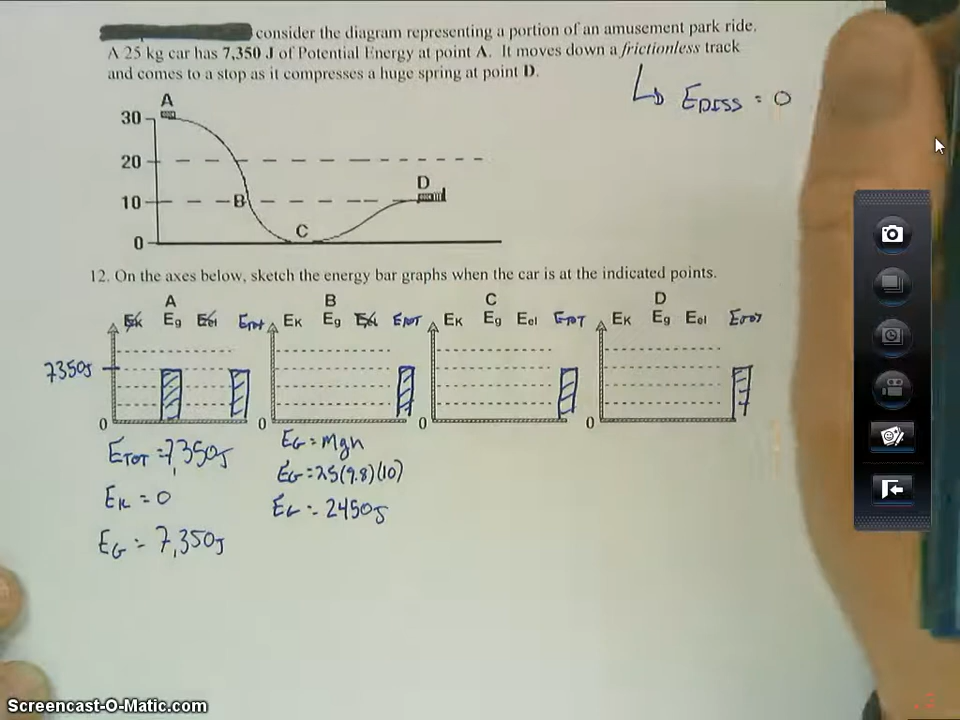 consider the diagram representing a portion of an amusement park ride.
A 25 kg car has 7,350 J of Potential Energy at point A. It moves down a frictionless track
and comes to a stop as it compresses a huge spring at point D.
EDISS = 0
A
30
20
D
10
B
C
0
12. On the axes below, sketch the energy bar graphs when the car is at the indicated points.
A B C D
Ek Eg Eel ETOT Ek Eg Eel ETOT Ek Eg Eel ETOT Ek Eg Eel ETOT
7350J
0 0 0 0
ETOT = 7,350J
EK = 0
EG = 7,350J
EG = mgh
EG = 25(9.8)(10)
EG = 2450J
Screencast-O-Matic.com